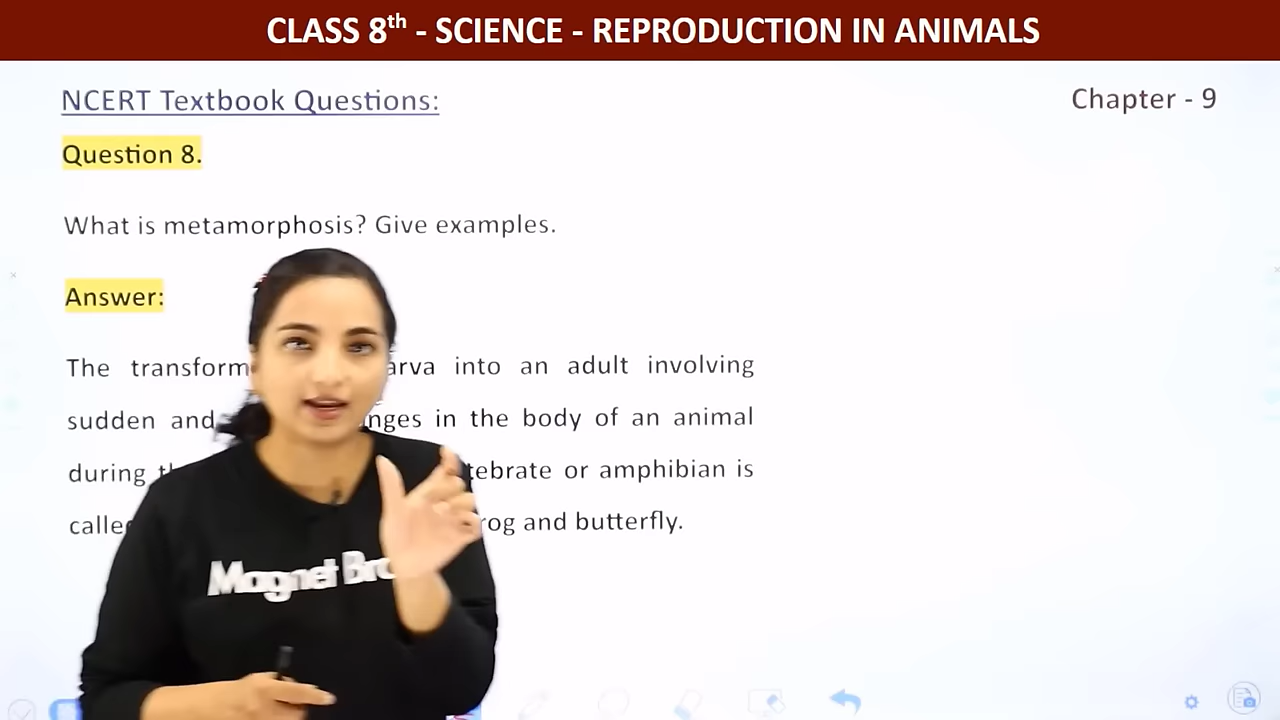 CLASS 8th - SCIENCE - REPRODUCTION IN ANIMALS
NCERT Textbook Questions:
Chapter - 9
Question 8.
What is metamorphosis? Give examples.
Answer:
The transform arva into an adult involving
sudden and nges in the body of an animal
during tebrate or amphibian is
calle rog and butterfly.
Magnet Bro